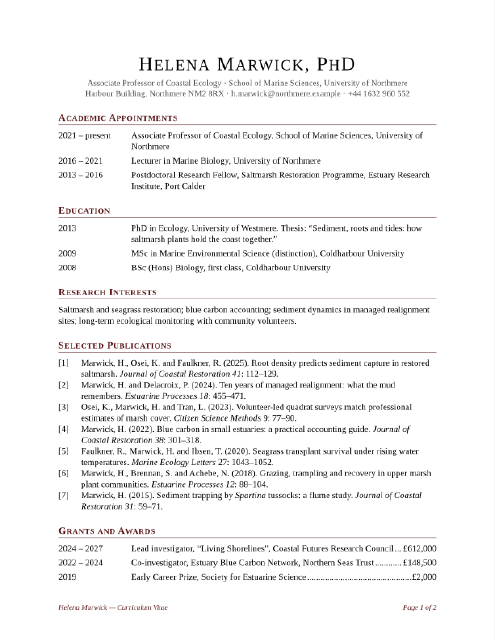 Helena Marwick, PhD
Associate Professor of Coastal Ecology · School of Marine Sciences, University of Northmere
Harbour Building, Northmere NM2 8RX · h.marwick@northmere.example · +44 1632 960 552
Academic Appointments
2021 – present Associate Professor of Coastal Ecology, School of Marine Sciences, University of
Northmere
2016 – 2021 Lecturer in Marine Biology, University of Northmere
2013 – 2016 Postdoctoral Research Fellow, Saltmarsh Restoration Programme, Estuary Research
Institute, Port Calder
Education
2013 PhD in Ecology, University of Westmere. Thesis: “Sediment, roots and tides: how
saltmarsh plants hold the coast together.”
2009 MSc in Marine Environmental Science (distinction), Coldharbour University
2008 BSc (Hons) Biology, first class, Coldharbour University
Research Interests
Saltmarsh and seagrass restoration; blue carbon accounting; sediment dynamics in managed realignment
sites; long-term ecological monitoring with community volunteers.
Selected Publications
[1] Marwick, H., Osei, K. and Faulkner, R. (2025). Root density predicts sediment capture in restored
saltmarsh. Journal of Coastal Restoration 41: 112–129.
[2] Marwick, H. and Delacroix, P. (2024). Ten years of managed realignment: what the mud
remembers. Estuarine Processes 18: 455–471.
[3] Osei, K., Marwick, H. and Tran, L. (2023). Volunteer-led quadrat surveys match professional
estimates of marsh cover. Citizen Science Methods 9: 77–90.
[4] Marwick, H. (2022). Blue carbon in small estuaries: a practical accounting guide. Journal of
Coastal Restoration 38: 301–318.
[5] Faulkner, R., Marwick, H. and Ibsen, T. (2020). Seagrass transplant survival under rising water
temperatures. Marine Ecology Letters 27: 1043–1052.
[6] Marwick, H., Brennan, S. and Achebe, N. (2018). Grazing, trampling and recovery in upper marsh
plant communities. Estuarine Processes 12: 88–104.
[7] Marwick, H. (2015). Sediment trapping by Spartina tussocks: a flume study. Journal of Coastal
Restoration 31: 59–71.
Grants and Awards
2024 – 2027 Lead investigator, “Living Shorelines”, Coastal Futures Research Council .. £612,000
2022 – 2024 Co-investigator, Estuary Blue Carbon Network, Northern Seas Trust ........... £148,500
2019 Early Career Prize, Society for Estuarine Science ............................................ £2,000
Helena Marwick — Curriculum Vitae Page 1 of 2